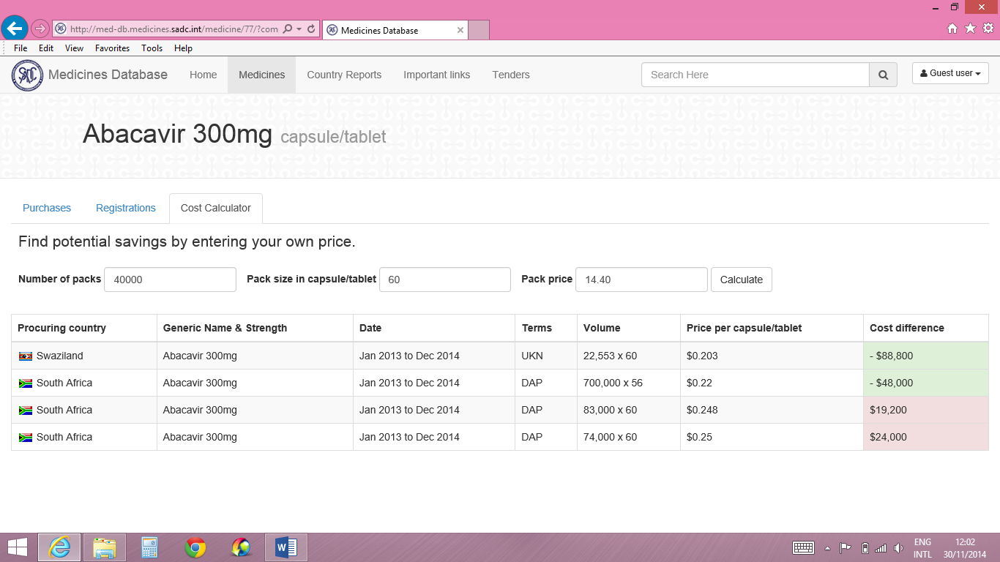 http://med-db.medicines.sadc.int/medicine/77/?com
Medicines Database
File Edit View Favorites Tools Help
SADC Medicines Database Home Medicines Country Reports Important links Tenders Search Here Guest user
Abacavir 300mg capsule/tablet
Purchases Registrations Cost Calculator
Find potential savings by entering your own price.
Number of packs 40000 Pack size in capsule/tablet 60 Pack price 14.40 Calculate
Procuring country Generic Name & Strength Date Terms Volume Price per capsule/tablet Cost difference
Swaziland Abacavir 300mg Jan 2013 to Dec 2014 UKN 22,553 x 60 $0.203 - $88,800
South Africa Abacavir 300mg Jan 2013 to Dec 2014 DAP 700,000 x 56 $0.22 - $48,000
South Africa Abacavir 300mg Jan 2013 to Dec 2014 DAP 83,000 x 60 $0.248 $19,200
South Africa Abacavir 300mg Jan 2013 to Dec 2014 DAP 74,000 x 60 $0.25 $24,000
ENG 12:02
INTL 30/11/2014